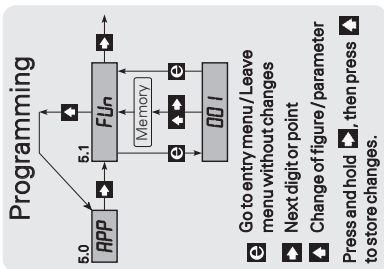 Programming
5.0
APP
5.1
FUn
Memory
e
001
e
e Go to entry menu/Leave
menu without changes
Next digit or point
Change of figure/parameter
Press and hold , then press
to store changes.